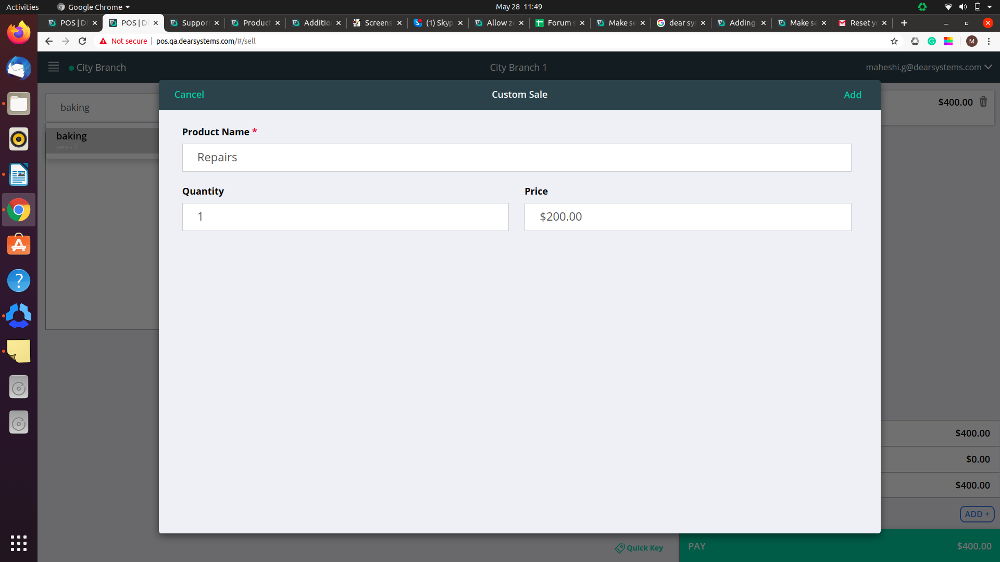 Activities Google Chrome May 28 11:49
POS | D POS | D Suppor Produc Additio Screens (1) Skyp Allow ze Forum s Make se dear sy Adding Make se Reset y
Not secure pos.qa.dearsystems.com/#/sell M
City Branch City Branch 1 maheshi.g@dearsystems.com
Cancel Custom Sale Add
baking $400.00
Product Name *
baking
serv - 2
Repairs
Quantity Price
1 $200.00
$400.00
$0.00
$400.00
ADD +
Quick Key PAY $400.00